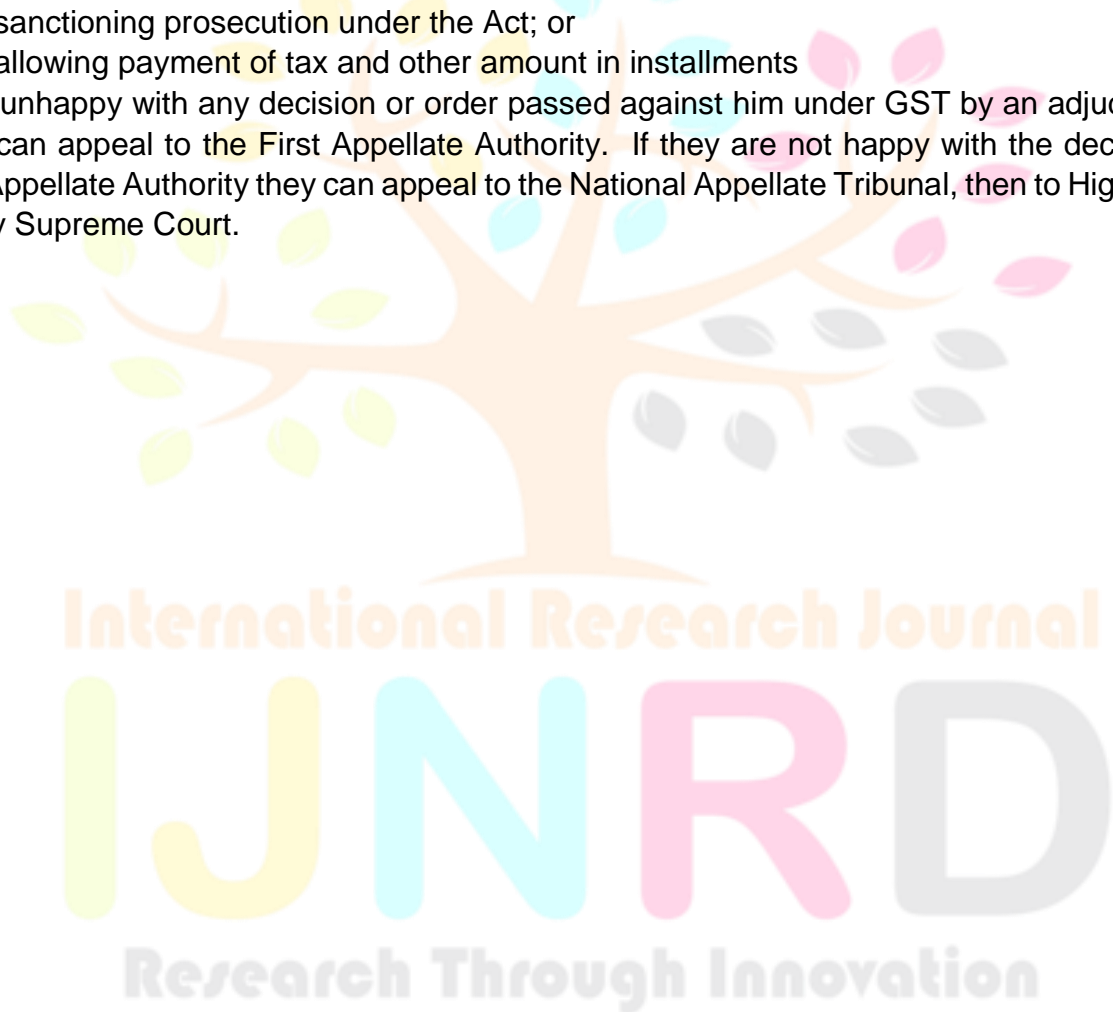 sanctioning prosecution under the Act; or
allowing payment of tax and other amount in installments
unhappy with any decision or order passed against him under GST by an adjuc
can appeal to the First Appellate Authority. If they are not happy with the dec
Appellate Authority they can appeal to the National Appellate Tribunal, then to Hig
y Supreme Court.
International Research Journal
IJNRD
Research Through Innovation